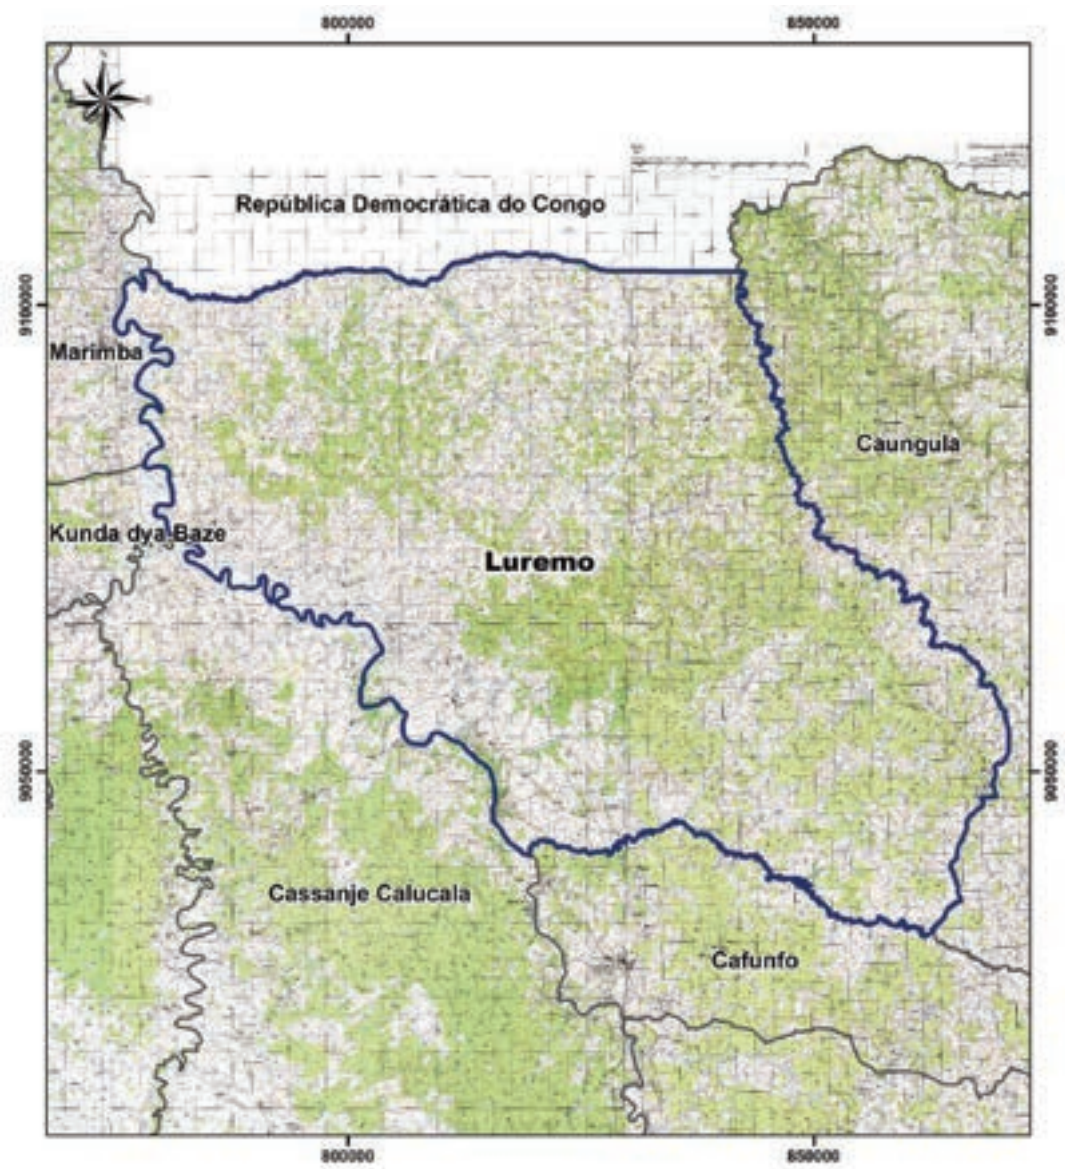 800000
850000
República Democrática do Congo
9100000
9100000
Marimba
Caungula
Kunda dya Baze
Luremo
9050000
9050000
Cassanje Calucala
Cafunfo
800000
850000